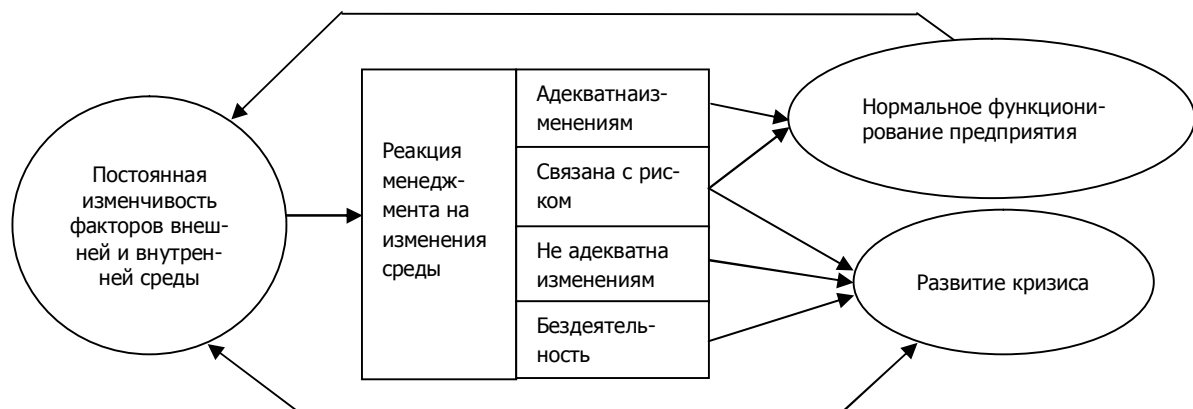 Постоянная
изменчивость
факторов внеш-
ней и внутрен-
ней среды
Реакция
менедж-
мента на
изменения
среды
Адекватнаиз-
менениям
Связана с рис-
ком
Не адекватна
изменениям
Бездеятель-
ность
Нормальное функциони-
рование предприятия
Развитие кризиса